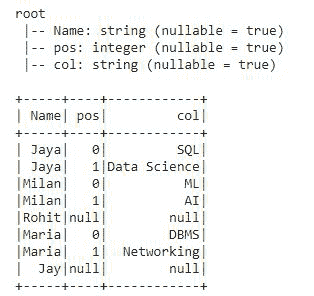 root
 |-- Name: string (nullable = true)
 |-- pos: integer (nullable = true)
 |-- col: string (nullable = true)

+-----+----+------------+
| Name| pos|         col|
+-----+----+------------+
| Jaya|   0|         SQL|
| Jaya|   1|Data Science|
|Milan|   0|          ML|
|Milan|   1|          AI|
|Rohit|null|        null|
|Maria|   0|        DBMS|
|Maria|   1|  Networking|
|  Jay|null|        null|
+-----+----+------------+